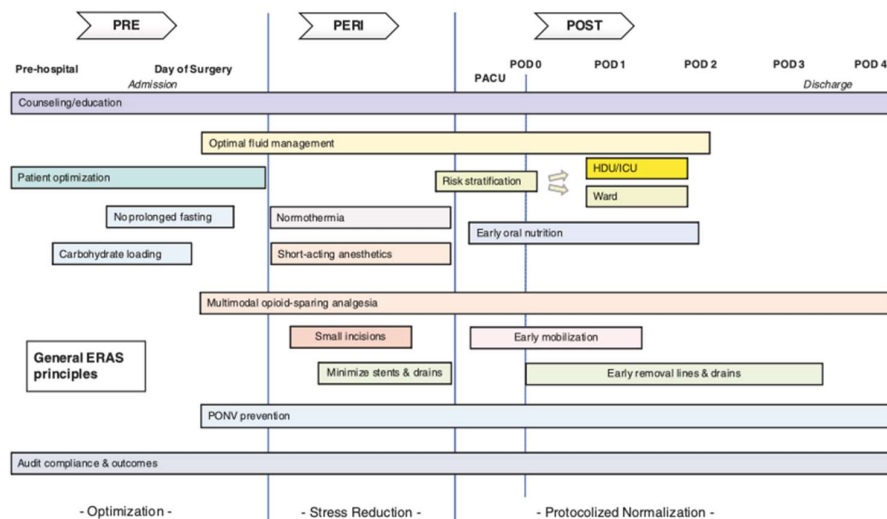 PRE
PERI
POST
Pre-hospital
Day of Surgery
Admission
PACU
POD 0
POD 1
POD 2
POD 3
POD 4
Discharge
Counseling/education
Optimal fluid management
Patient optimization
Risk stratification
HDU/ICU
Ward
No prolonged fasting
Normothermia
Early oral nutrition
Carbohydrate loading
Short-acting anesthetics
Multimodal opioid-sparing analgesia
Small incisions
Early mobilization
General ERAS
principles
Minimize stents & drains
Early removal lines & drains
PONV prevention
Audit compliance & outcomes
- Optimization -
- Stress Reduction -
- Protocolized Normalization -